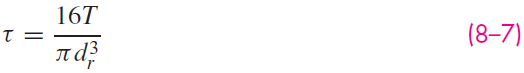 τ = 16T / π d_r^3 (8–7)